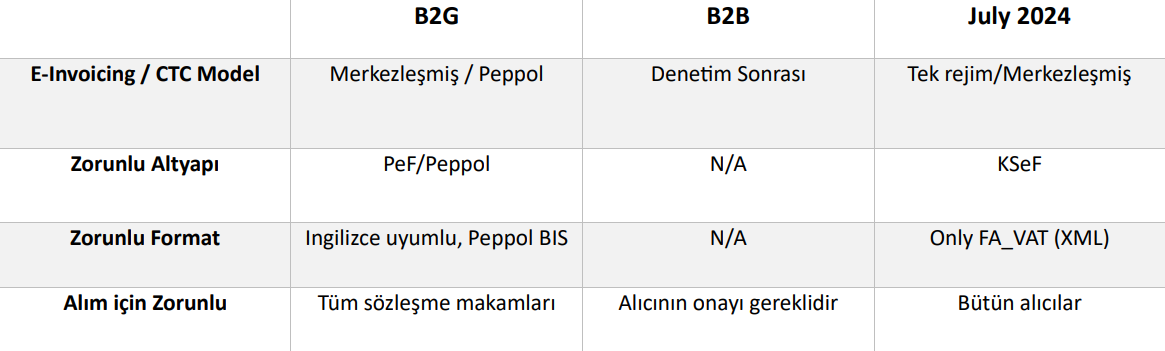 B2G B2B July 2024
E-Invoicing / CTC Model Merkezleşmiş / Peppol Denetim Sonrası Tek rejim/Merkezleşmiş
Zorunlu Altyapı PeF/Peppol N/A KSeF
Zorunlu Format Ingilizce uyumlu, Peppol BIS N/A Only FA_VAT (XML)
Alım için Zorunlu Tüm sözleşme makamları Alıcının onayı gereklidir Bütün alıcılar